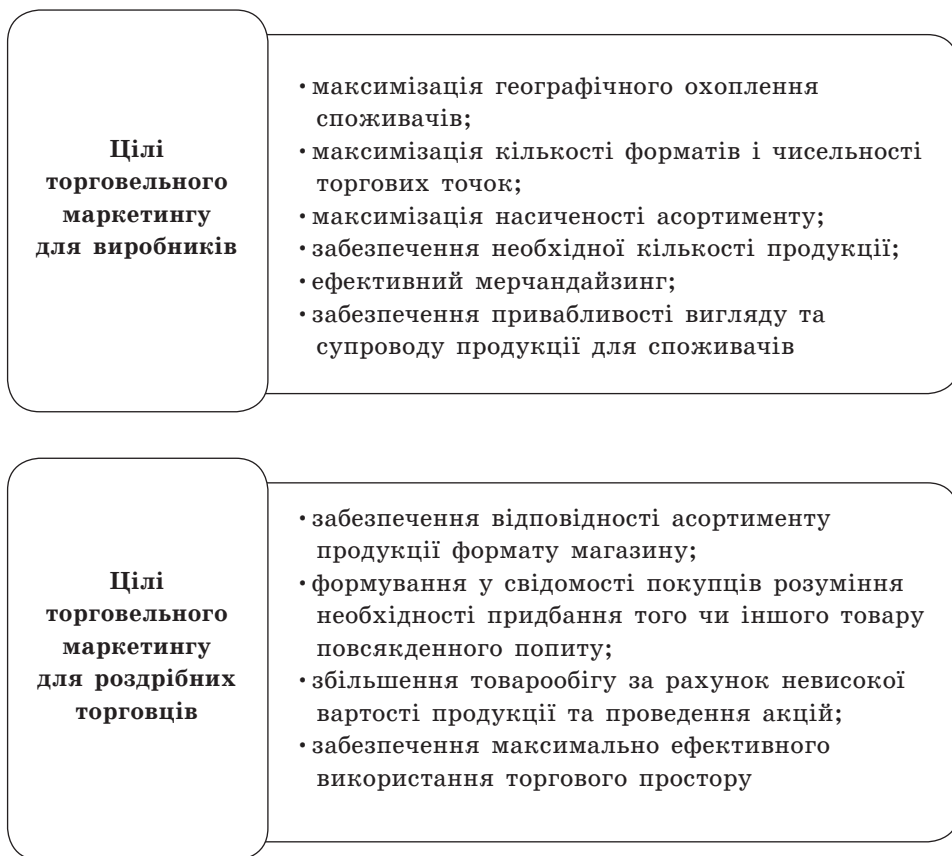 Цілі
торговельного
маркетингу
для виробників
• максимізація географічного охоплення
споживачів;
• максимізація кількості форматів і чисельності
торгових точок;
• максимізація насиченості асортименту;
• забезпечення необхідної кількості продукції;
• ефективний мерчандайзинг;
• забезпечення привабливості вигляду та
супроводу продукції для споживачів
Цілі
торговельного
маркетингу
для роздрібних
торговців
• забезпечення відповідності асортименту
продукції формату магазину;
• формування у свідомості покупців розуміння
необхідності придбання того чи іншого товару
повсякденного попиту;
• збільшення товарообігу за рахунок невисокої
вартості продукції та проведення акцій;
• забезпечення максимально ефективного
використання торгового простору